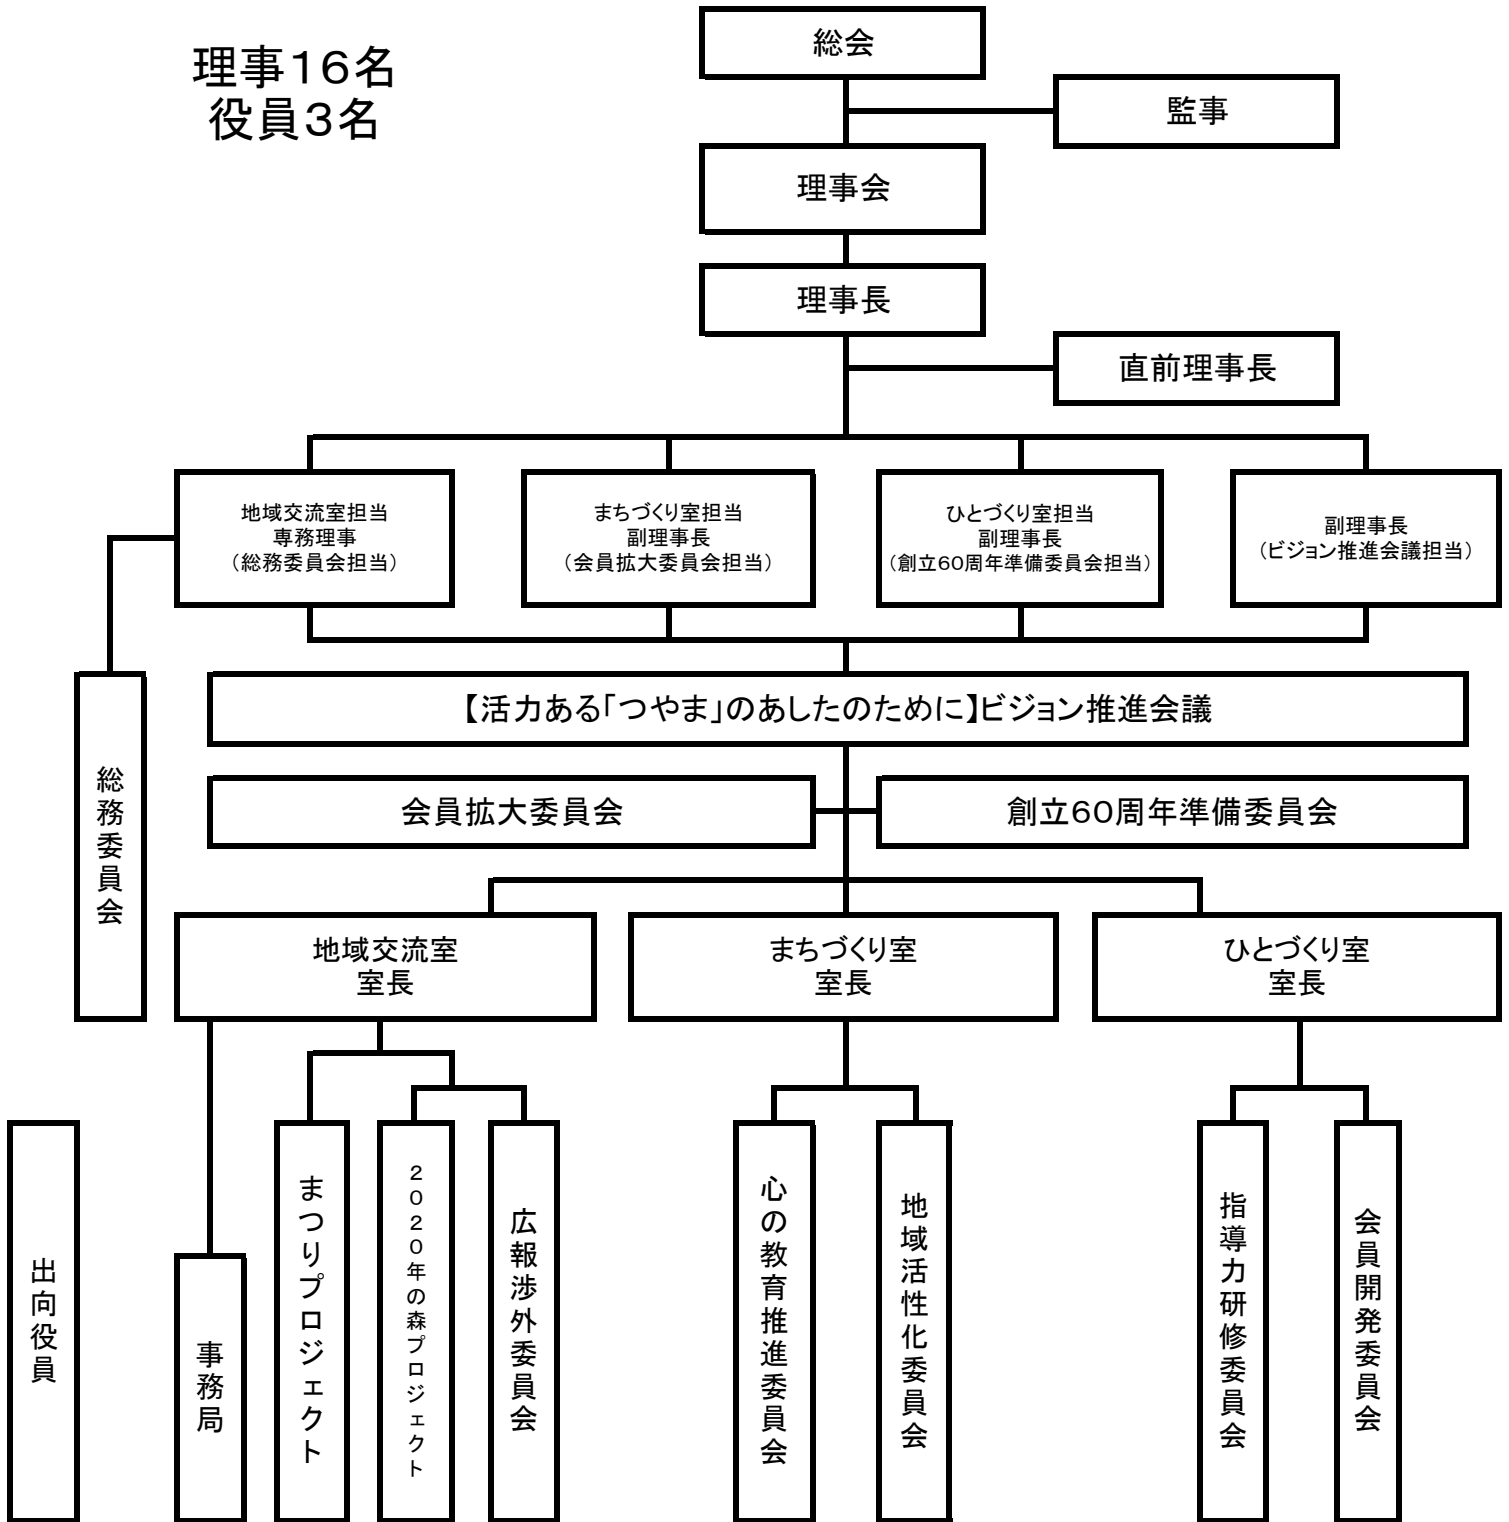 理事16名
役員3名
総会
監事
理事会
理事長
直前理事長
地域交流室担当
専務理事
（総務委員会担当）
まちづくり室担当
副理事長
（会員拡大委員会担当）
ひとづくり室担当
副理事長
（創立60周年準備委員会担当）
副理事長
（ビジョン推進会議担当）
【活力ある「つやま」のあしたのために】ビジョン推進会議
総務委員会
会員拡大委員会
創立60周年準備委員会
地域交流室
室長
まちづくり室
室長
ひとづくり室
室長
出向役員
事務局
まつりプロジェクト
2020年の森プロジェクト
広報渉外委員会
心の教育推進委員会
地域活性化委員会
指導力研修委員会
会員開発委員会